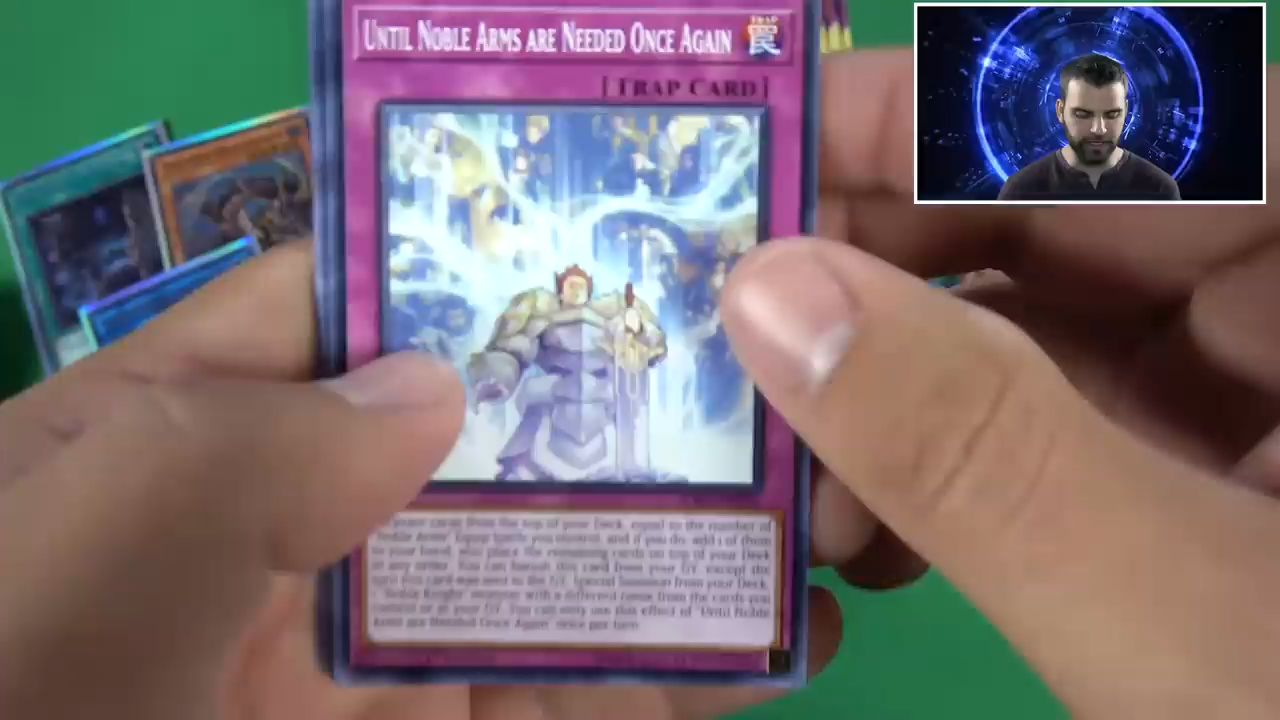 UNTIL NOBLE ARMS ARE NEEDED ONCE AGAIN
TRAP
罠
[TRAP CARD]
your cards from the top of your Deck, equal to the number of
"Noble Arms" Equip Spells you control, and if you do, add 1 of them
to your hand, also place the remaining cards on top of your Deck
in any order. You can banish this card from your GY, except the
turn this card was sent to the GY; Special Summon from your Deck,
1 "Noble Knight" monster with a different name from the cards you
control or in your GY. You can only use this effect of "Until Noble
Arms are Needed Once Again" once per turn.